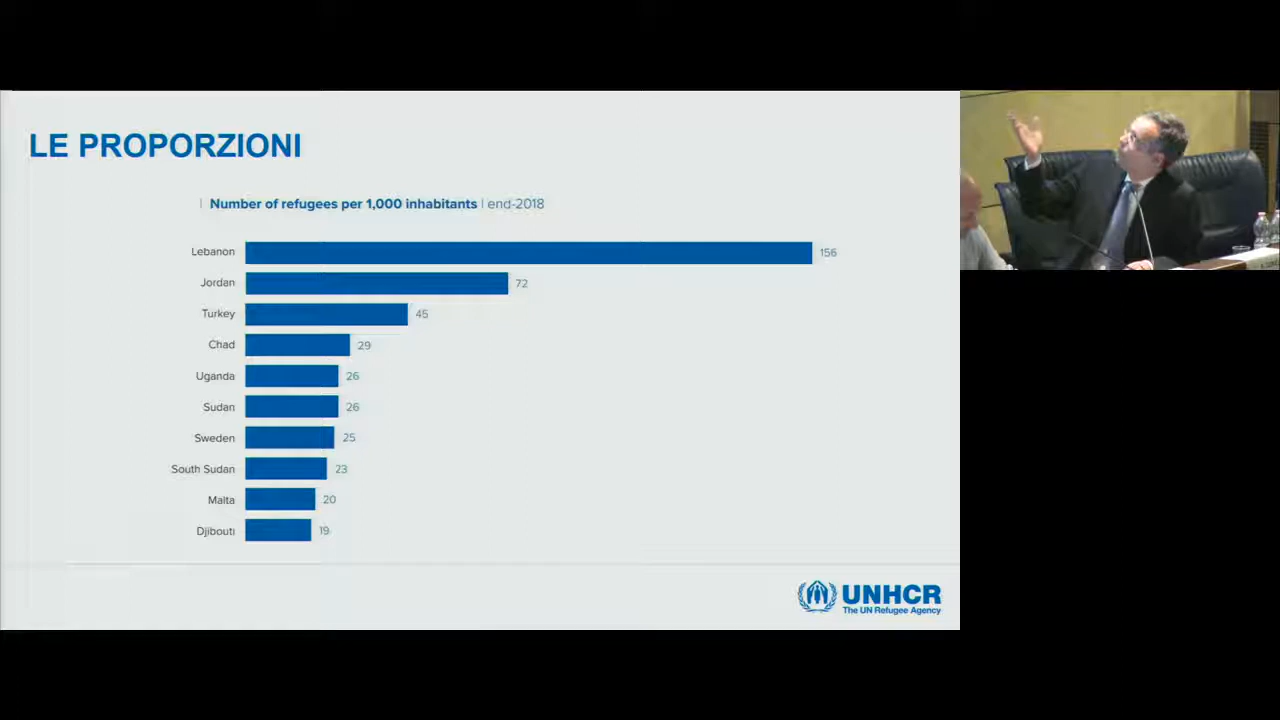 LE PROPORZIONI
Number of refugees per 1,000 inhabitants | end-2018
Lebanon 156
Jordan 72
Turkey 45
Chad 29
Uganda 26
Sudan 26
Sweden 25
South Sudan 23
Malta 20
Djibouti 19
UNHCR
The UN Refugee Agency